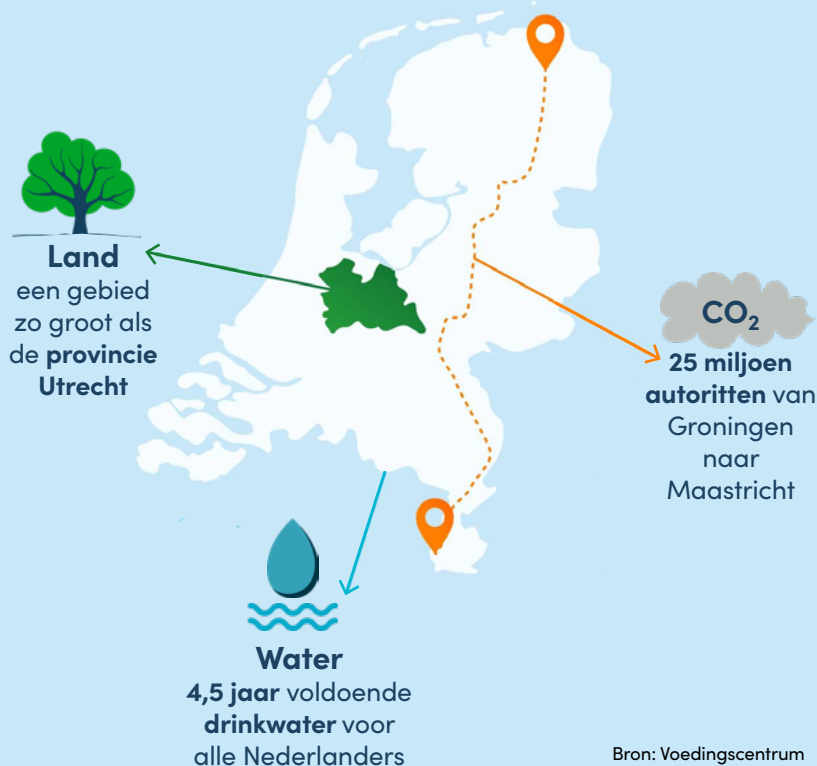 Land
een gebied
zo groot als
de provincie
Utrecht
CO₂
25 miljoen
autoritten van
Groningen
naar
Maastricht
Water
4,5 jaar voldoende
drinkwater voor
alle Nederlanders
Bron: Voedingscentrum